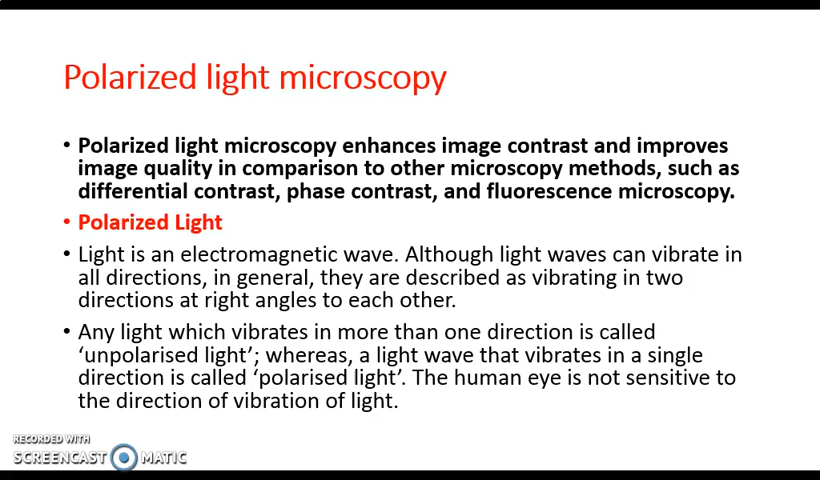 Polarized light microscopy
• Polarized light microscopy enhances image contrast and improves
image quality in comparison to other microscopy methods, such as
differential contrast, phase contrast, and fluorescence microscopy.
• Polarized Light
• Light is an electromagnetic wave. Although light waves can vibrate in
all directions, in general, they are described as vibrating in two
directions at right angles to each other.
• Any light which vibrates in more than one direction is called
‘unpolarised light’; whereas, a light wave that vibrates in a single
direction is called ‘polarised light’. The human eye is not sensitive to
the direction of vibration of light.
RECORDED WITH
SCREENCAST MATIC